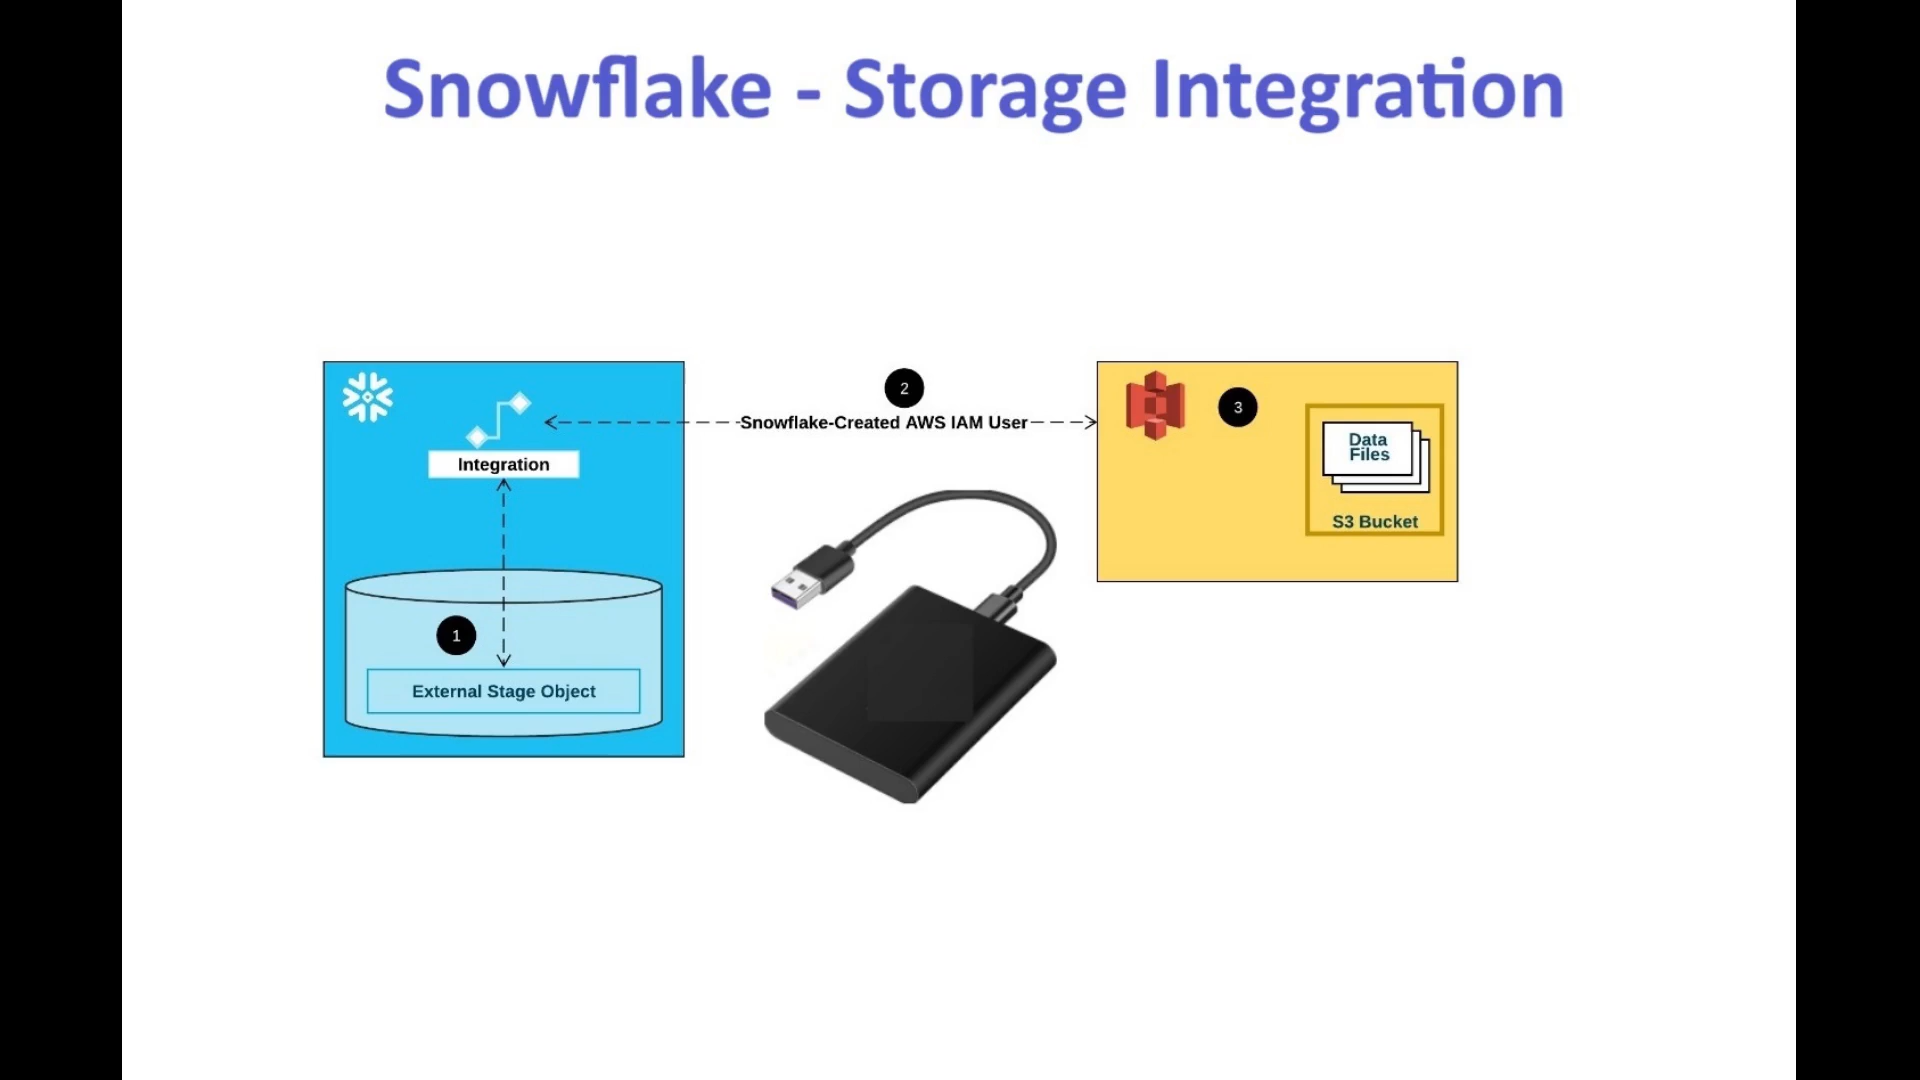 Snowflake - Storage Integration
2
Snowflake-Created AWS IAM User
3
Data
Files
S3 Bucket
Integration
1
External Stage Object